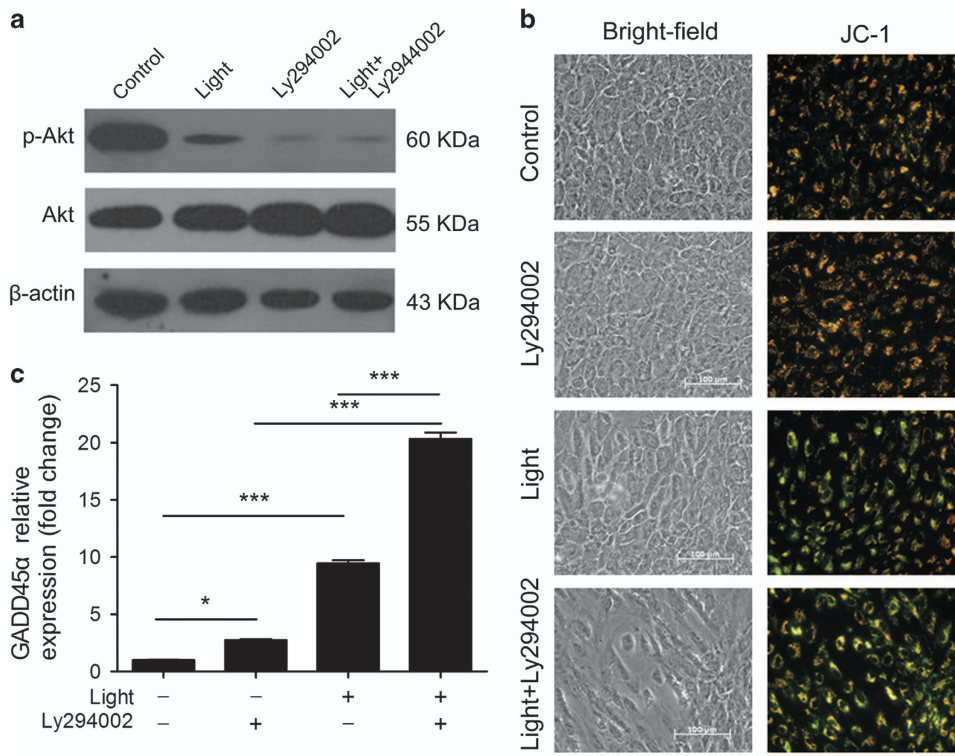 a
Control
Light
Ly294002
Light+
Ly2944002
p-Akt
60 KDa
Akt
55 KDa
β-actin
43 KDa
b
Bright-field
JC-1
Control
Ly294002
100 µm
Light
100 µm
Light+Ly294002
100 µm
c
GADD45α relative
expression (fold change)
25
20
15
10
5
0
***
***
***
*
Light – – + +
Ly294002 – + – +